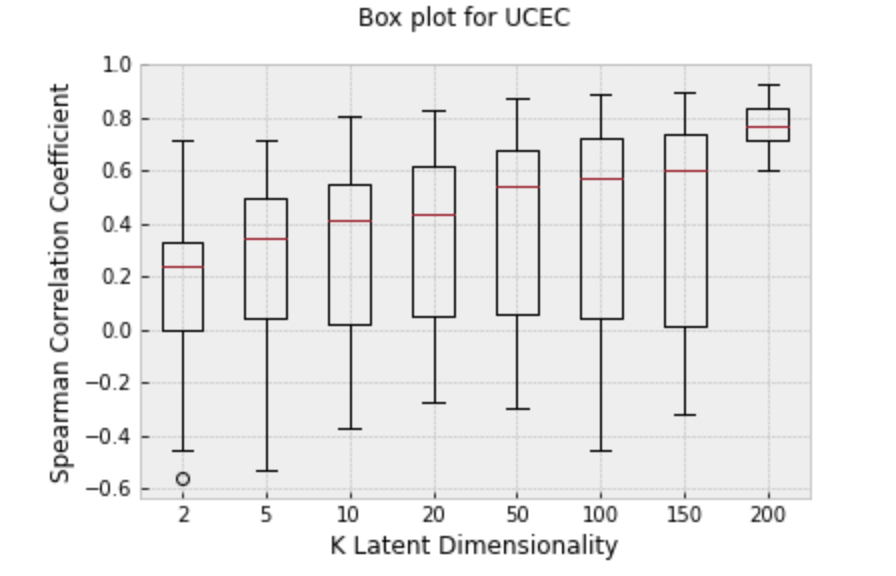 Box plot for UCEC
Spearman Correlation Coefficient
1.0
0.8
0.6
0.4
0.2
0.0
−0.2
−0.4
−0.6
2 5 10 20 50 100 150 200
K Latent Dimensionality